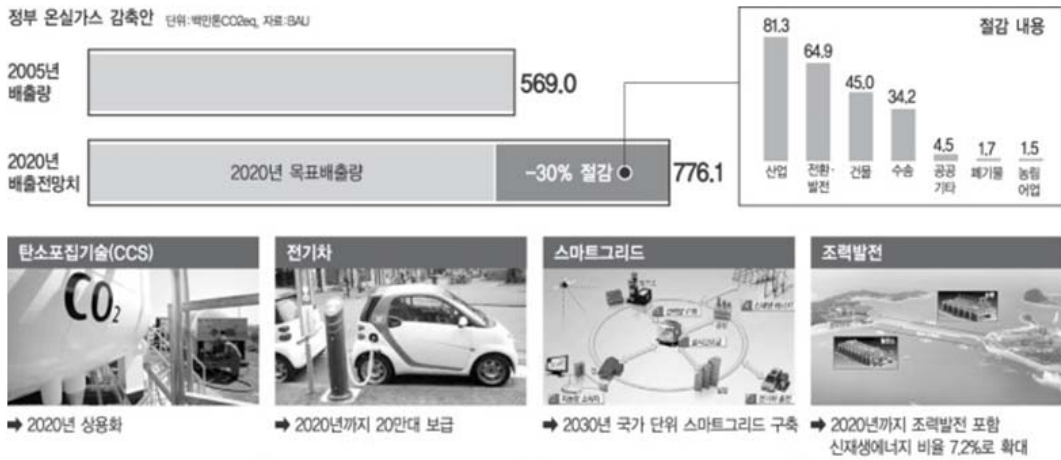 정부 온실가스 감축안 단위:백만톤CO2eq, 자료:BAU
2005년
배출량
569.0
2020년
배출전망치
2020년 목표배출량
-30% 절감
776.1
절감 내용
81.3
64.9
45.0
34.2
4.5
1.7
1.5
산업
전환·
발전
건물
수송
공공
기타
폐기물
농림
어업
탄소포집기술(CCS)
CO2
➡ 2020년 상용화
전기차
➡ 2020년까지 20만대 보급
스마트그리드
➡ 2030년 국가 단위 스마트그리드 구축
조력발전
➡ 2020년까지 조력발전 포함
신재생에너지 비율 7.2%로 확대